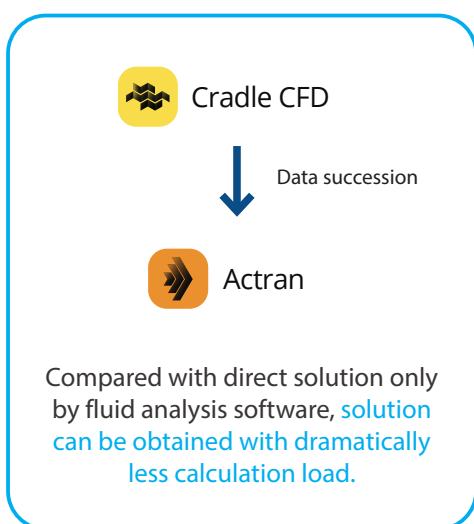 Cradle CFD
Data succession
Actran
Compared with direct solution only
by fluid analysis software, solution
can be obtained with dramatically
less calculation load.